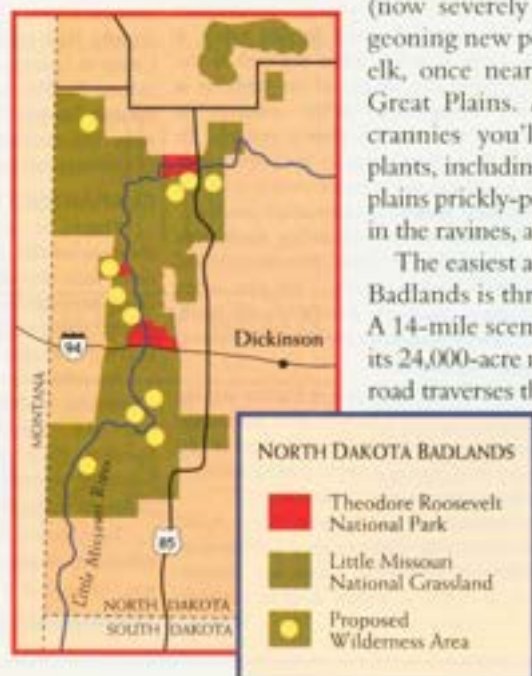 (now severely
geoning new
elk, once near
Great Plains.
crannies you'l
plants, including
plains prickly-p
in the ravines, a
The easiest a
Badlands is thr
A 14-mile scen
its 24,000-acre
road traverses th
94
Dickinson
MONTANA
Little Missouri River
85
NORTH DAKOTA
SOUTH DAKOTA
NORTH DAKOTA BADLANDS
Theodore Roosevelt
National Park
Little Missouri
National Grassland
Proposed
Wilderness Area